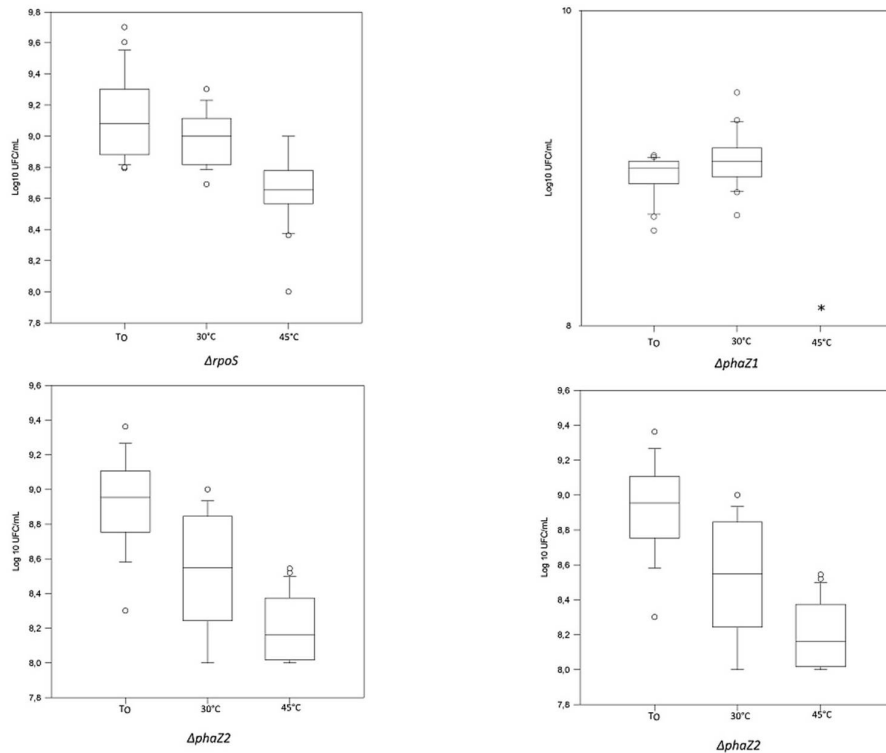 9,8
9,6
9,4
9,2
9,0
8,8
8,6
8,4
8,2
8,0
7,8
Log10 UFC/mL
TO
30°C
45°C
ΔrpoS
10
8
Log10 UFC/mL
*
TO
30°C
45°C
ΔphaZ1
9,6
9,4
9,2
9,0
8,8
8,6
8,4
8,2
8,0
7,8
Log 10 UFC/mL
TO
30°C
45°C
ΔphaZ2
9,6
9,4
9,2
9,0
8,8
8,6
8,4
8,2
8,0
7,8
Log 10 UFC/mL
TO
30°C
45°C
ΔphaZ2